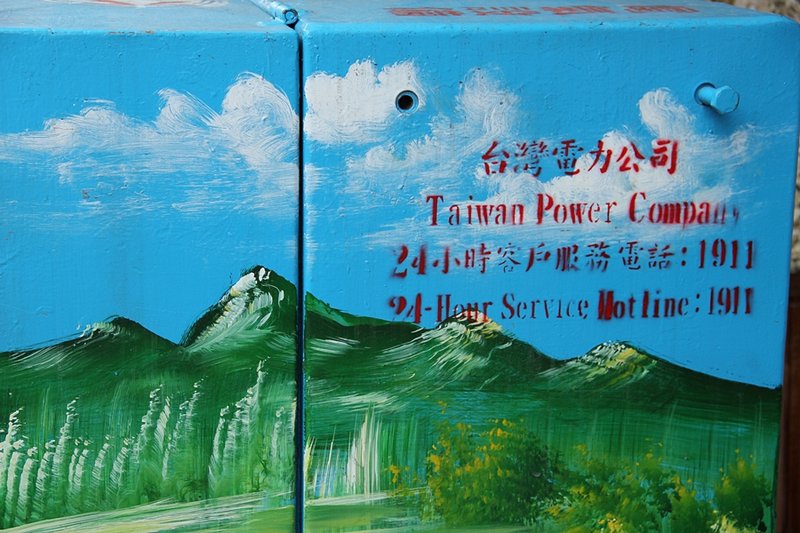 台灣電力公司
Taiwan Power Company
24小時客戶服務電話:1911
24-Hour Service Hotline:1911